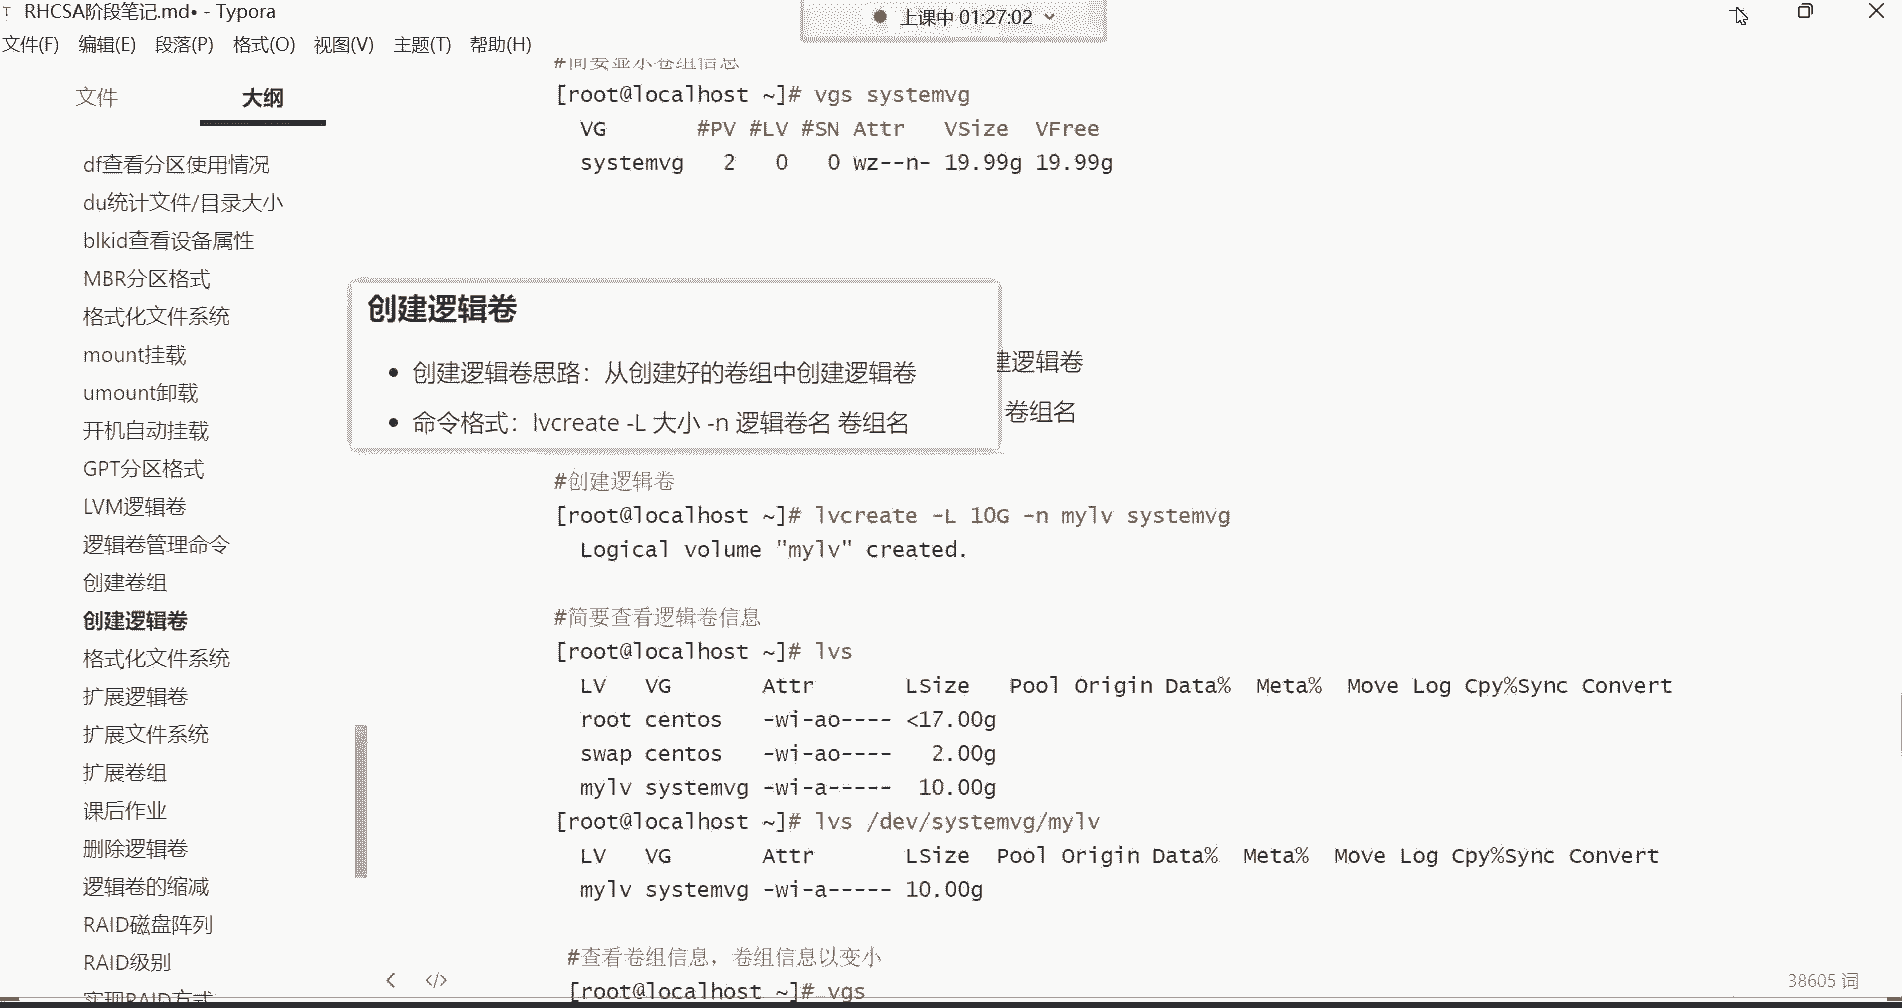 RHCSA阶段笔记.md• - Typora
上课中 01:27:02
文件(F) 编辑(E) 段落(P) 格式(O) 视图(V) 主题(T) 帮助(H)
文件 大纲
df查看分区使用情况
du统计文件/目录大小
blkid查看设备属性
MBR分区格式
格式化文件系统
mount挂载
umount卸载
开机自动挂载
GPT分区格式
LVM逻辑卷
逻辑卷管理命令
创建卷组
创建逻辑卷
格式化文件系统
扩展逻辑卷
扩展文件系统
扩展卷组
课后作业
删除逻辑卷
逻辑卷的缩减
RAID磁盘阵列
RAID级别
实现RAID方式
#简要显示卷组信息
[root@localhost ~]# vgs systemvg
VG #PV #LV #SN Attr VSize VFree
systemvg 2 0 0 wz--n- 19.99g 19.99g
创建逻辑卷
• 创建逻辑卷思路：从创建好的卷组中创建逻辑卷
• 命令格式：lvcreate -L 大小 -n 逻辑卷名 卷组名
建逻辑卷
卷组名
#创建逻辑卷
[root@localhost ~]# lvcreate -L 10G -n mylv systemvg
Logical volume "mylv" created.
#简要查看逻辑卷信息
[root@localhost ~]# lvs
LV VG Attr LSize Pool Origin Data% Meta% Move Log Cpy%Sync Convert
root centos -wi-ao---- <17.00g
swap centos -wi-ao---- 2.00g
mylv systemvg -wi-a----- 10.00g
[root@localhost ~]# lvs /dev/systemvg/mylv
LV VG Attr LSize Pool Origin Data% Meta% Move Log Cpy%Sync Convert
mylv systemvg -wi-a----- 10.00g
#查看卷组信息，卷组信息以变小
[root@localhost ~]# vgs
38605 词